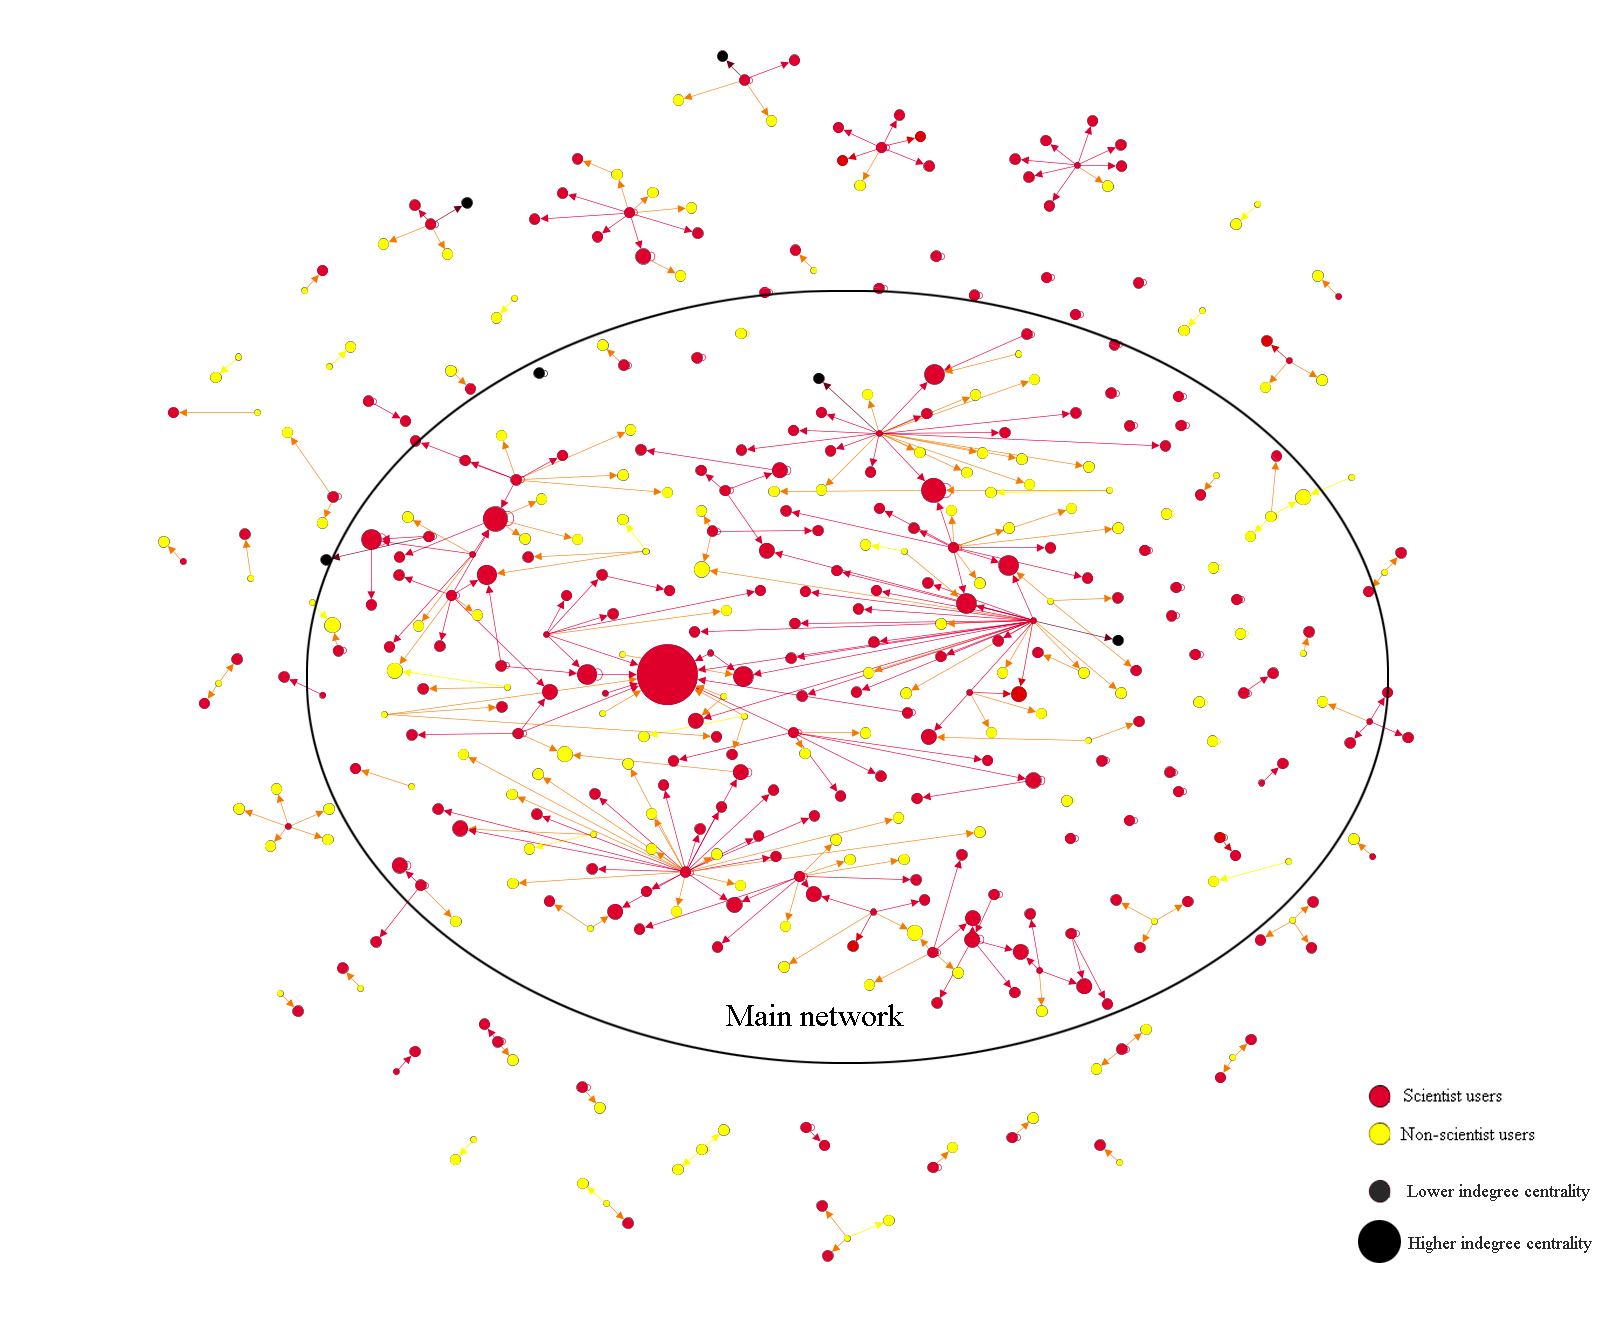 Main network
Scientist users
Non-scientist users
Lower indegree centrality
Higher indegree centrality